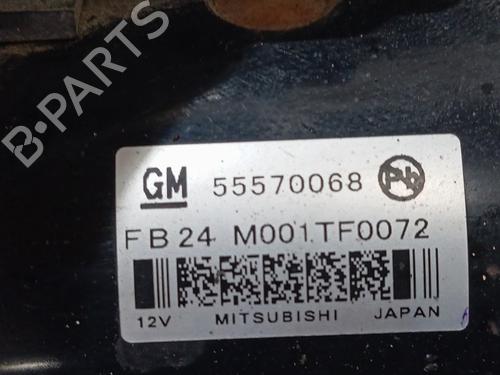 B-PARTS
GM 55570068 Pb
FB24 M001TF0072
12V MITSUBISHI JAPAN